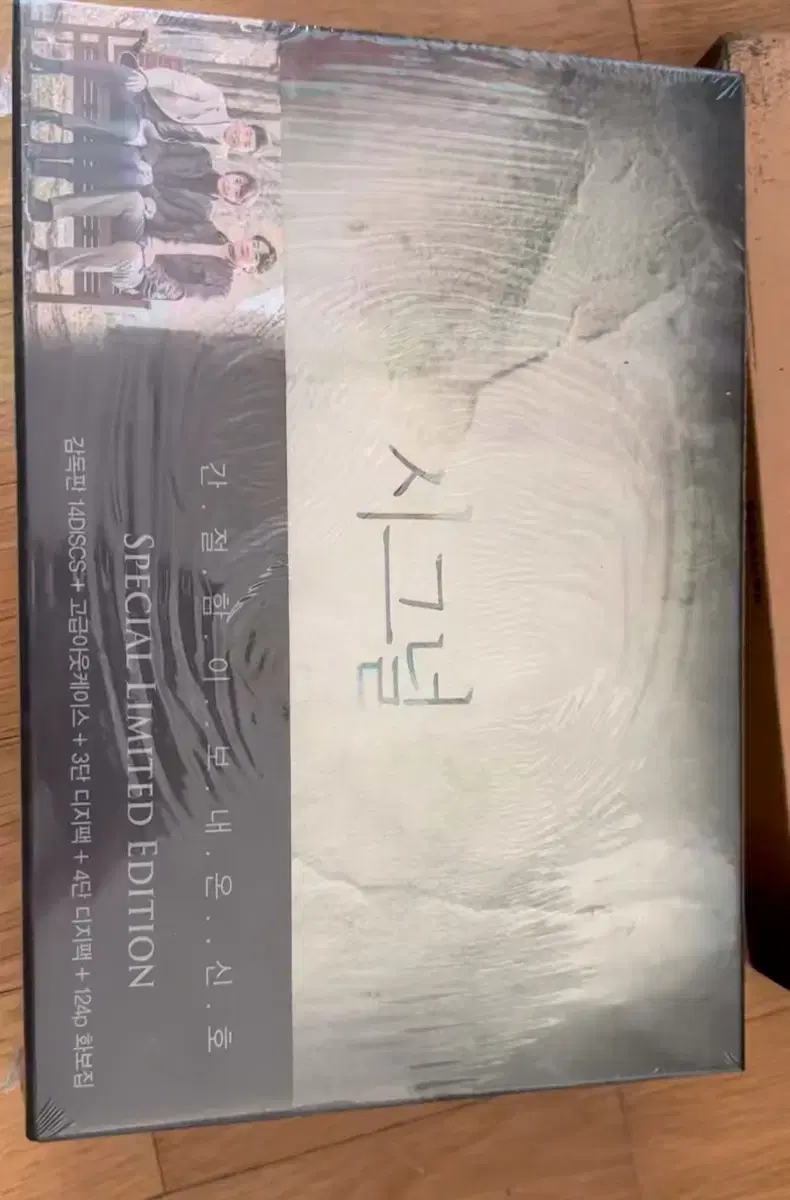 시그널
간.절.함.이..보.내.온..신.호
SPECIAL LIMITED EDITION
감독판 14DISCS + 고급아웃케이스 + 3단 디지팩 + 4단 디지팩 + 124p 화보집